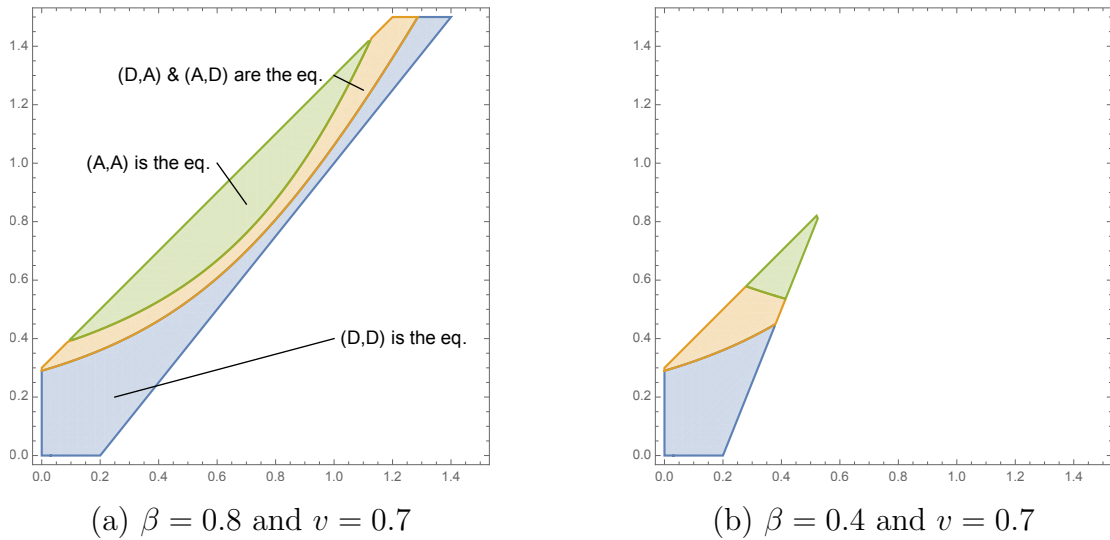 1.4
1.2
1.0
0.8
0.6
0.4
0.2
0.0
(D,A) & (A,D) are the eq.
(A,A) is the eq.
(D,D) is the eq.
0.0 0.2 0.4 0.6 0.8 1.0 1.2 1.4
(a) β = 0.8 and v = 0.7
1.4
1.2
1.0
0.8
0.6
0.4
0.2
0.0
0.0 0.2 0.4 0.6 0.8 1.0 1.2 1.4
(b) β = 0.4 and v = 0.7